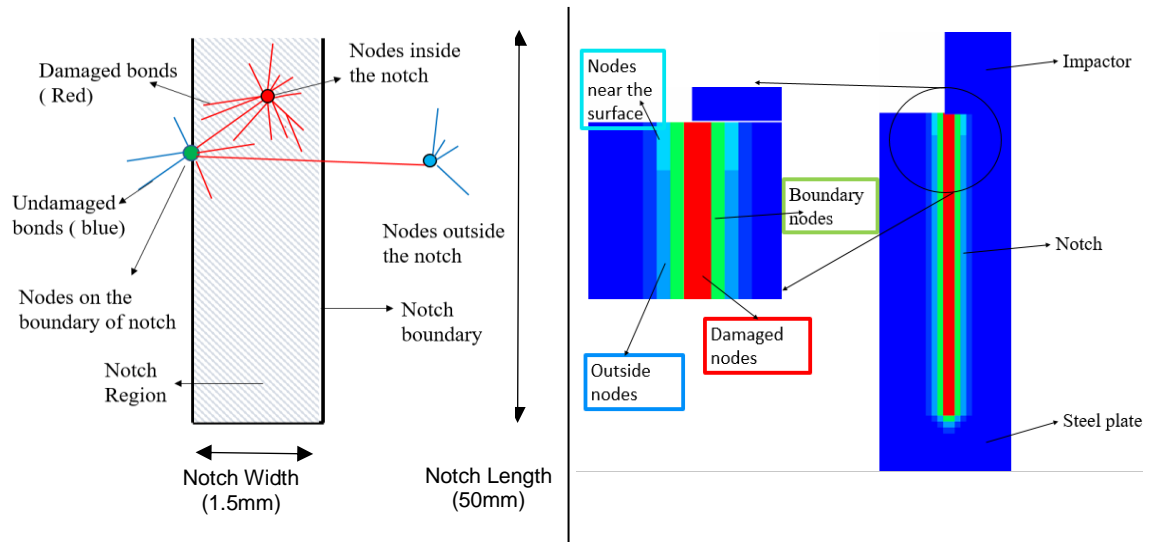 Damaged bonds
( Red)
Nodes inside
the notch
Undamaged
bonds ( blue)
Nodes outside
the notch
Nodes on the
boundary of notch
Notch
boundary
Notch
Region
Notch Width
(1.5mm)
Notch Length
(50mm)
Nodes
near the
surface
Boundary
nodes
Damaged
nodes
Outside
nodes
Impactor
Notch
Steel plate